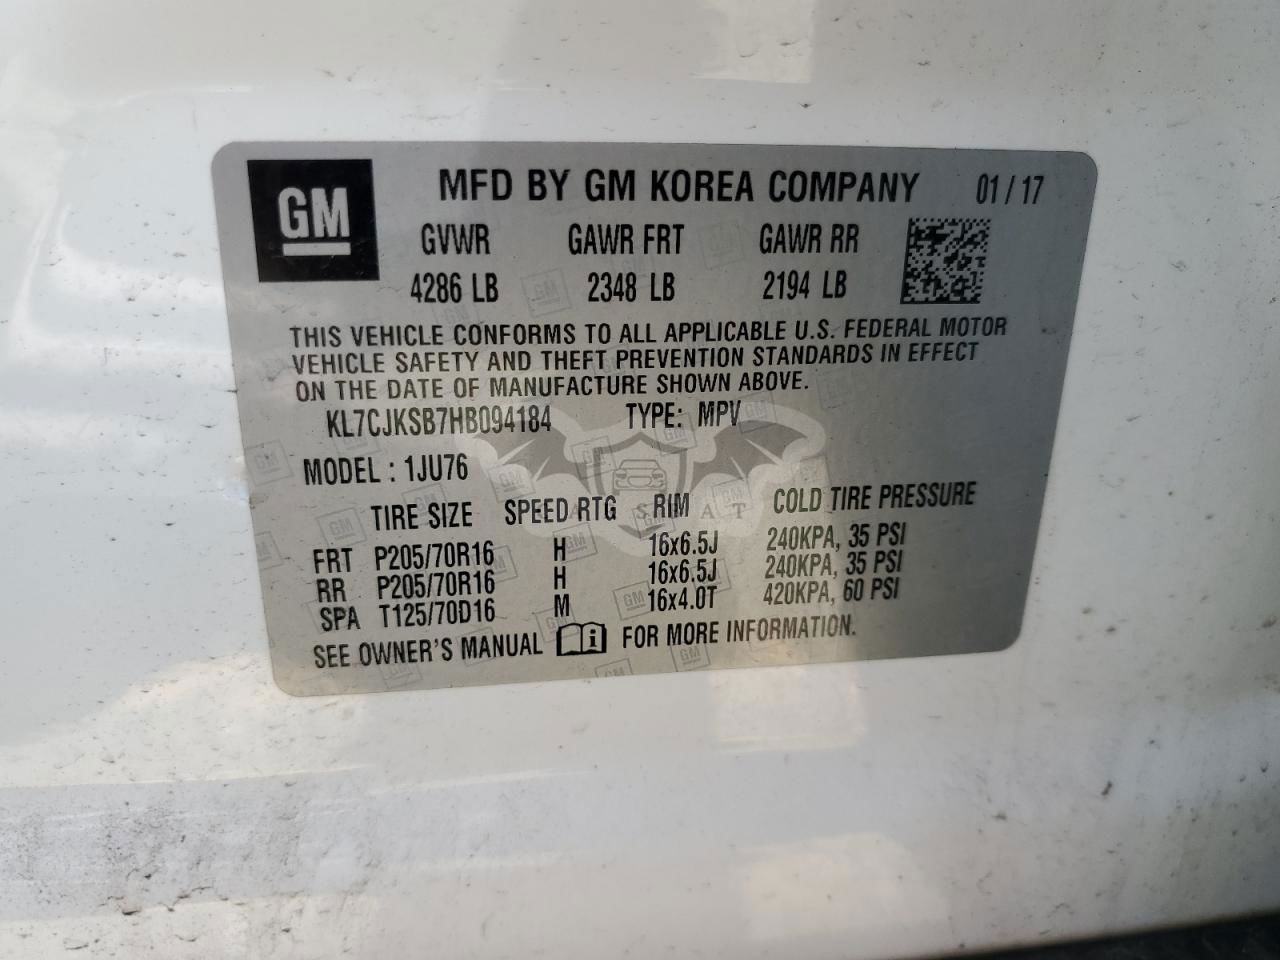 GM
MFD BY GM KOREA COMPANY 01/17
GVWR GAWR FRT GAWR RR
4286 LB 2348 LB 2194 LB
THIS VEHICLE CONFORMS TO ALL APPLICABLE U.S. FEDERAL MOTOR
VEHICLE SAFETY AND THEFT PREVENTION STANDARDS IN EFFECT
ON THE DATE OF MANUFACTURE SHOWN ABOVE.
KL7CJKSB7HB094184 TYPE: MPV
MODEL : 1JU76
TIRE SIZE SPEED RTG RIM COLD TIRE PRESSURE
FRT P205/70R16 H 16x6.5J 240KPA, 35 PSI
RR P205/70R16 H 16x6.5J 240KPA, 35 PSI
SPA T125/70D16 M 16x4.0T 420KPA, 60 PSI
SEE OWNER'S MANUAL FOR MORE INFORMATION.